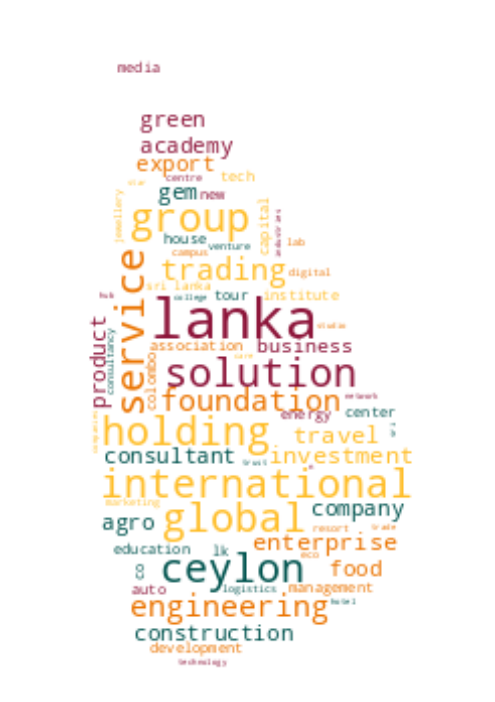 media
green
academy
export
centre
tech
star
gem
new
jewellery
group
capital
industries
house
venture
lab
campus
trading
digital
service
sri lanka
hub
college
tour
institute
lanka
studio
product
consultancy
association
business
care
colombo
solution
foundation
network
energy
center
companies
holding
travel
consultant
trust
investment
international
marketing
global
company
agro
resort
trade
enterprise
education
lk
eco
ceylon
food
8
auto
logistics
management
engineering
hotel
construction
development
technology